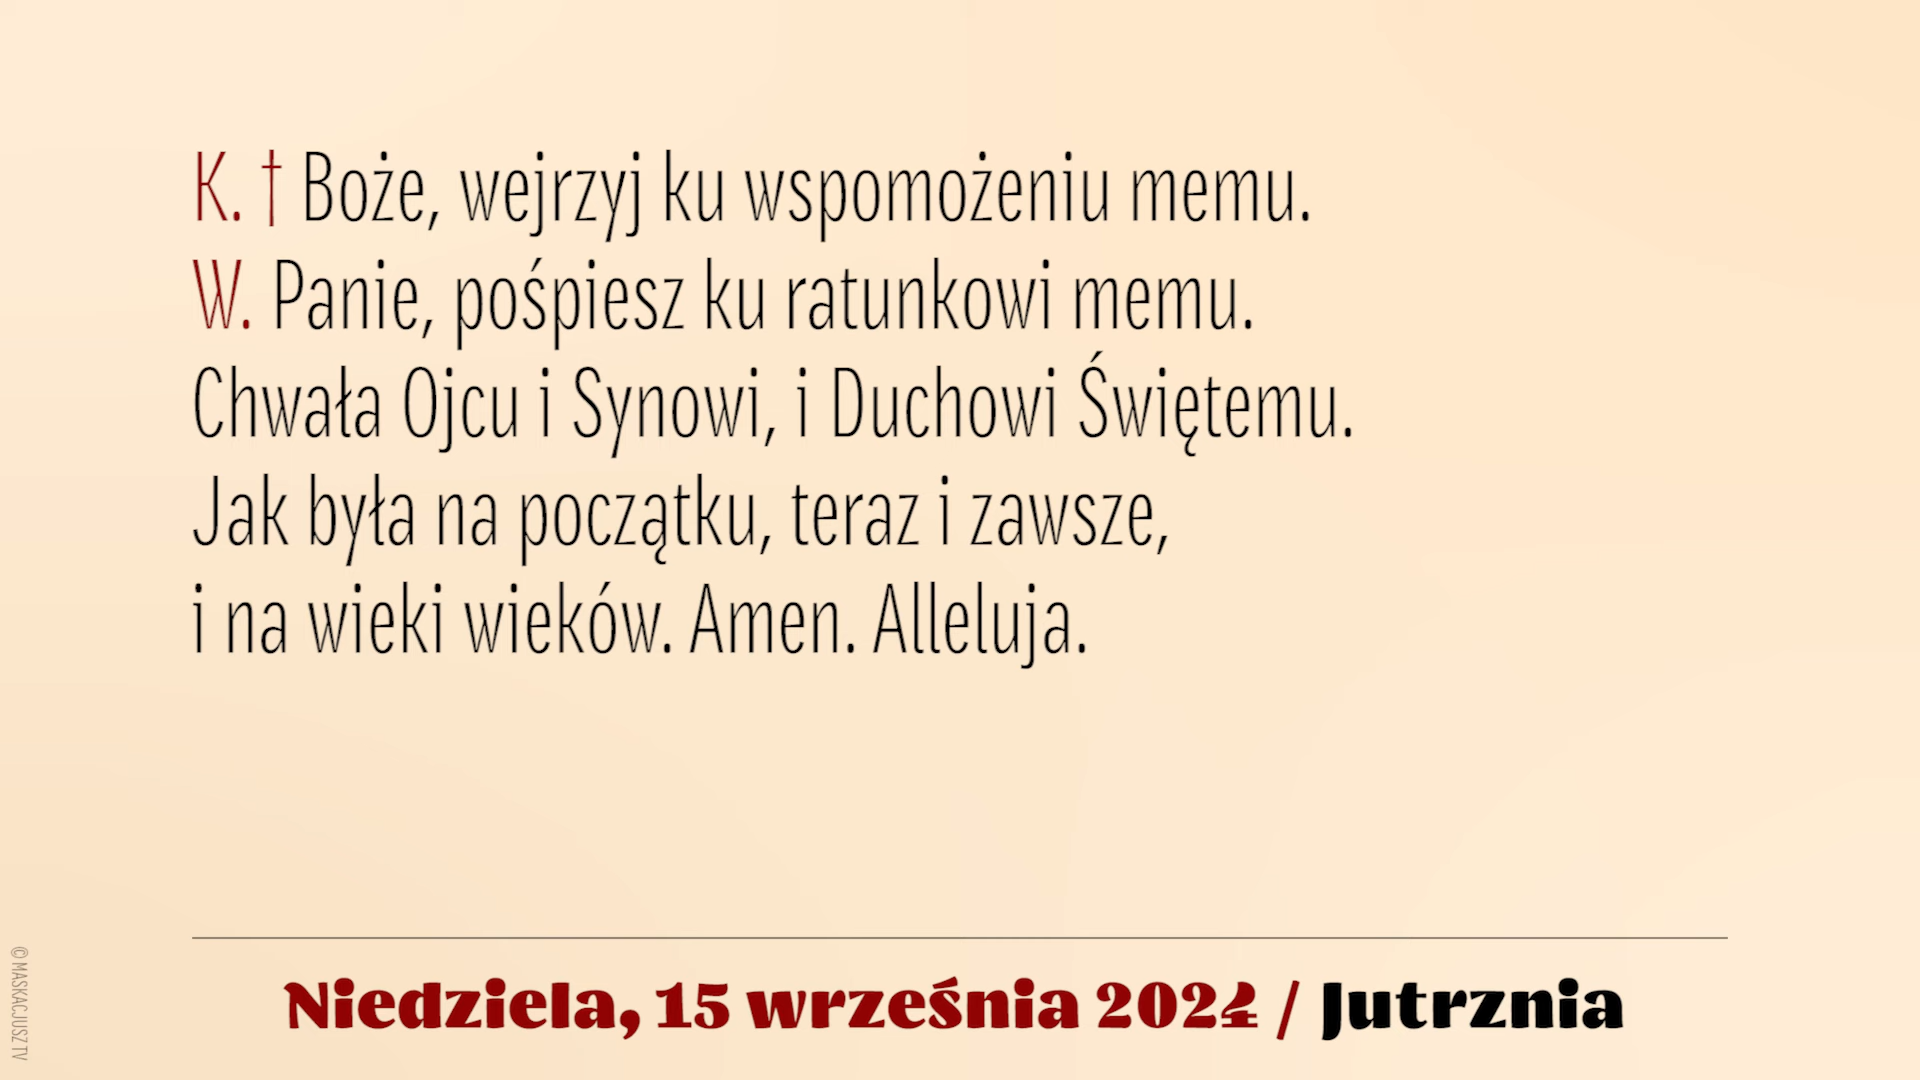 K. † Boże, wejrzyj ku wspomożeniu memu.
W. Panie, pośpiesz ku ratunkowi memu.
Chwała Ojcu i Synowi, i Duchowi Świętemu.
Jak była na początku, teraz i zawsze,
i na wieki wieków. Amen. Alleluja.
Niedziela, 15 września 2024 / Jutrznia
© MASKACJUSZ TV